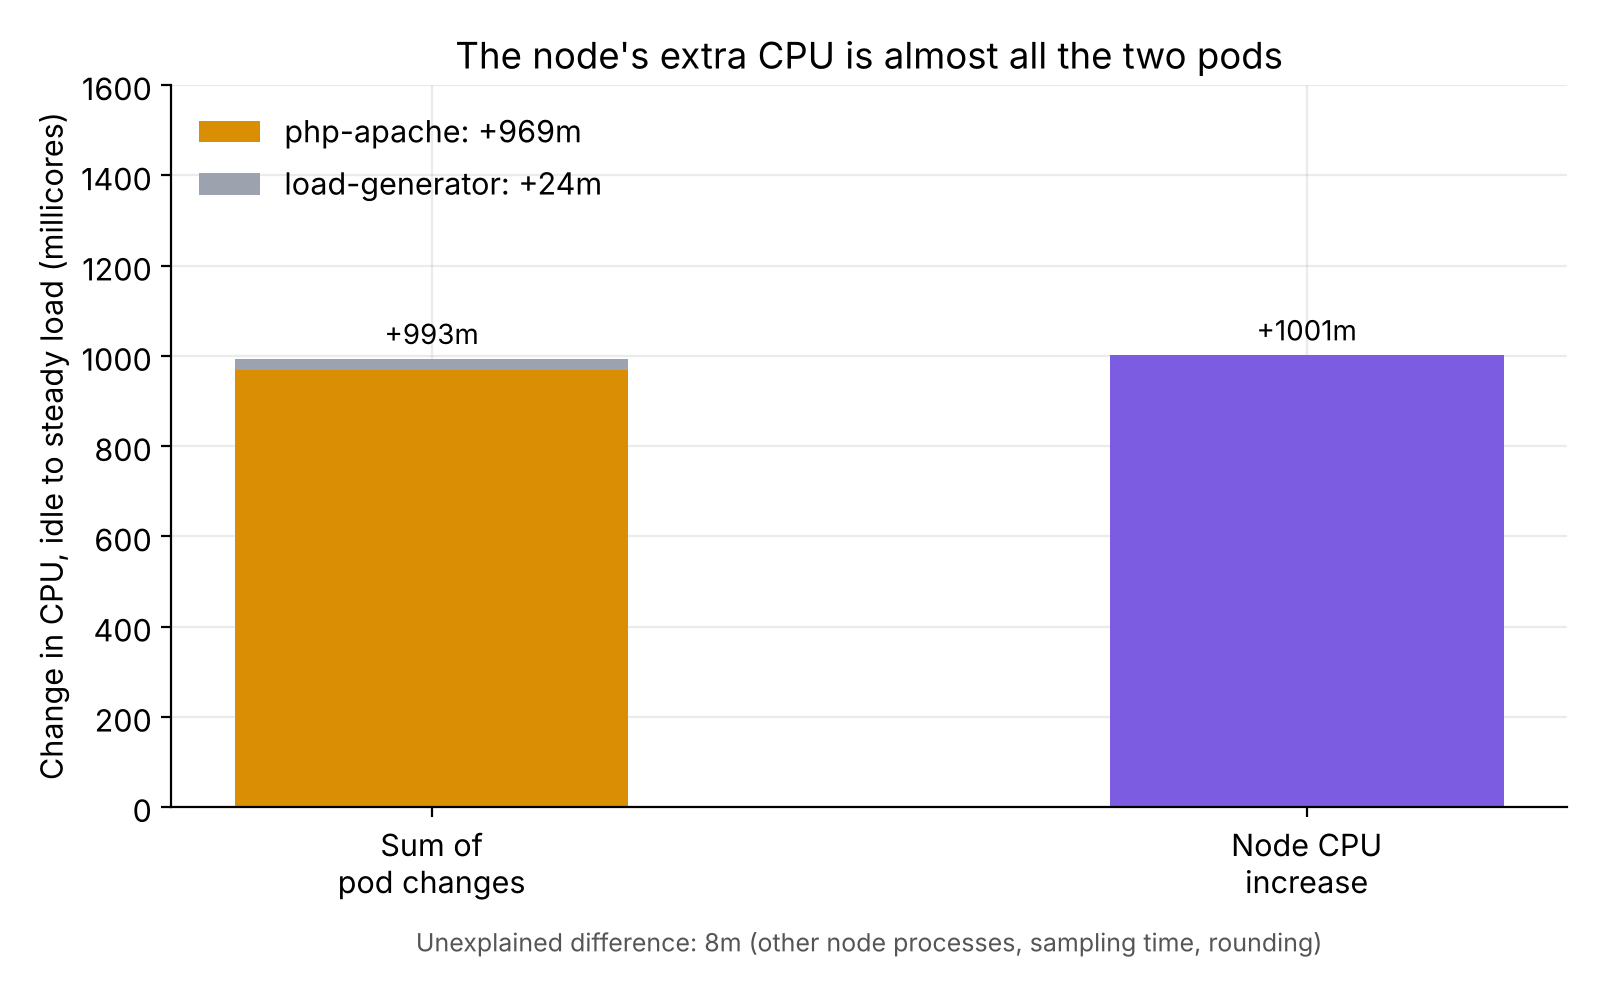 The node's extra CPU is almost all the two pods
Change in CPU, idle to steady load (millicores)
1600
1400
1200
1000
800
600
400
200
0
php-apache: +969m
load-generator: +24m
+993m
+1001m
Sum of
pod changes
Node CPU
increase
Unexplained difference: 8m (other node processes, sampling time, rounding)